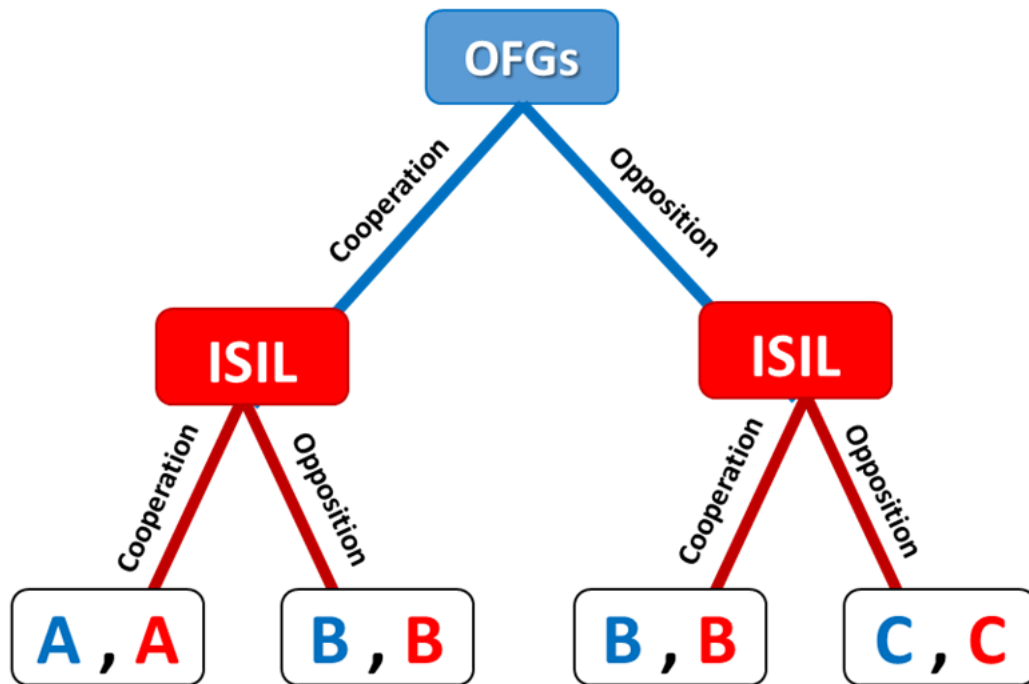 OFGs
Cooperation
Opposition
ISIL
ISIL
Cooperation
Opposition
Cooperation
Opposition
A , A
B , B
B , B
C , C